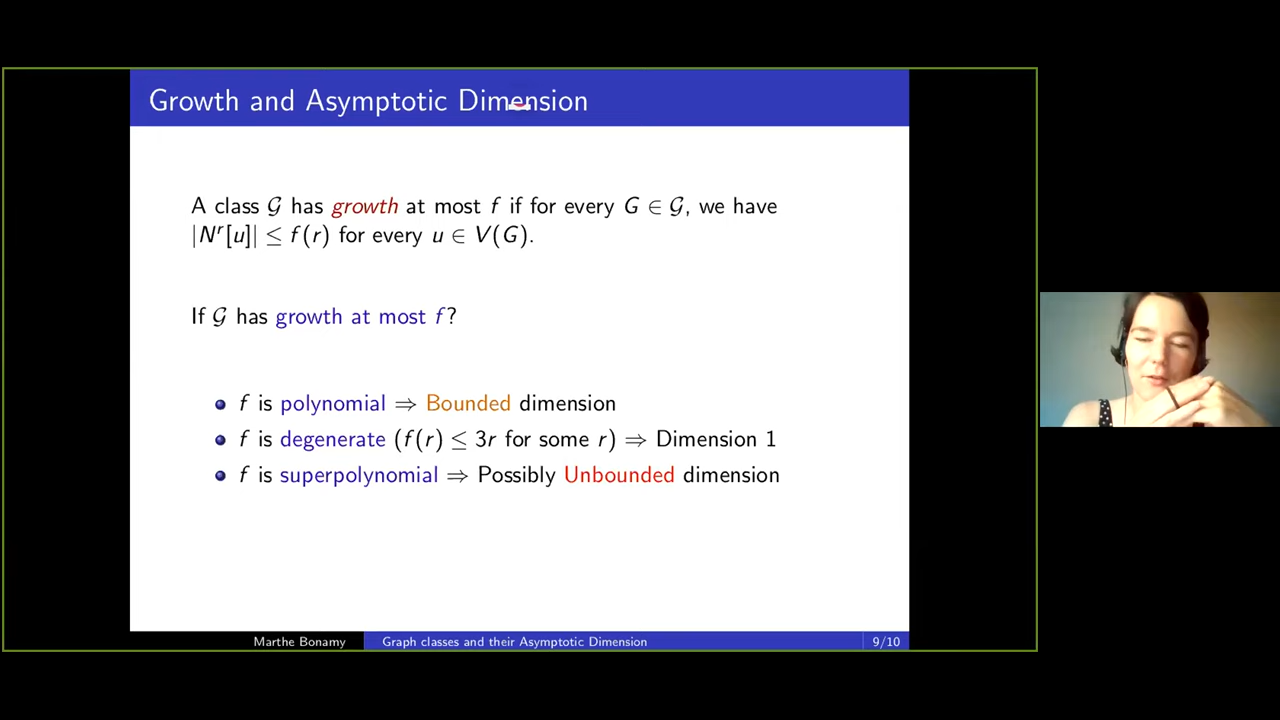 Growth and Asymptotic Dimension
A class 𝒢 has growth at most f if for every G ∈ 𝒢, we have
|Nʳ[u]| ≤ f(r) for every u ∈ V(G).
If 𝒢 has growth at most f?
f is polynomial ⇒ Bounded dimension
f is degenerate (f(r) ≤ 3r for some r) ⇒ Dimension 1
f is superpolynomial ⇒ Possibly Unbounded dimension
Marthe Bonamy
Graph classes and their Asymptotic Dimension
9/10